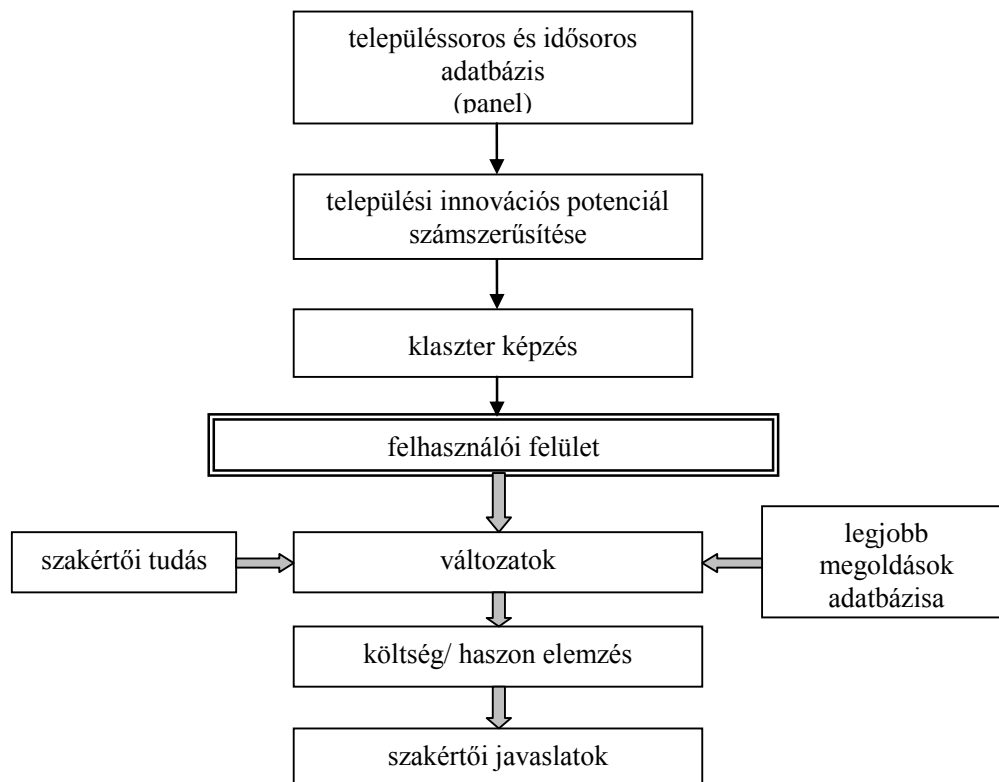 településsoros és idősoros
adatbázis
(panel)
települési innovációs potenciál
számszerűsítése
klaszter képzés
felhasználói felület
szakértői tudás
változatok
legjobb
megoldások
adatbázisa
költség/ haszon elemzés
szakértői javaslatok